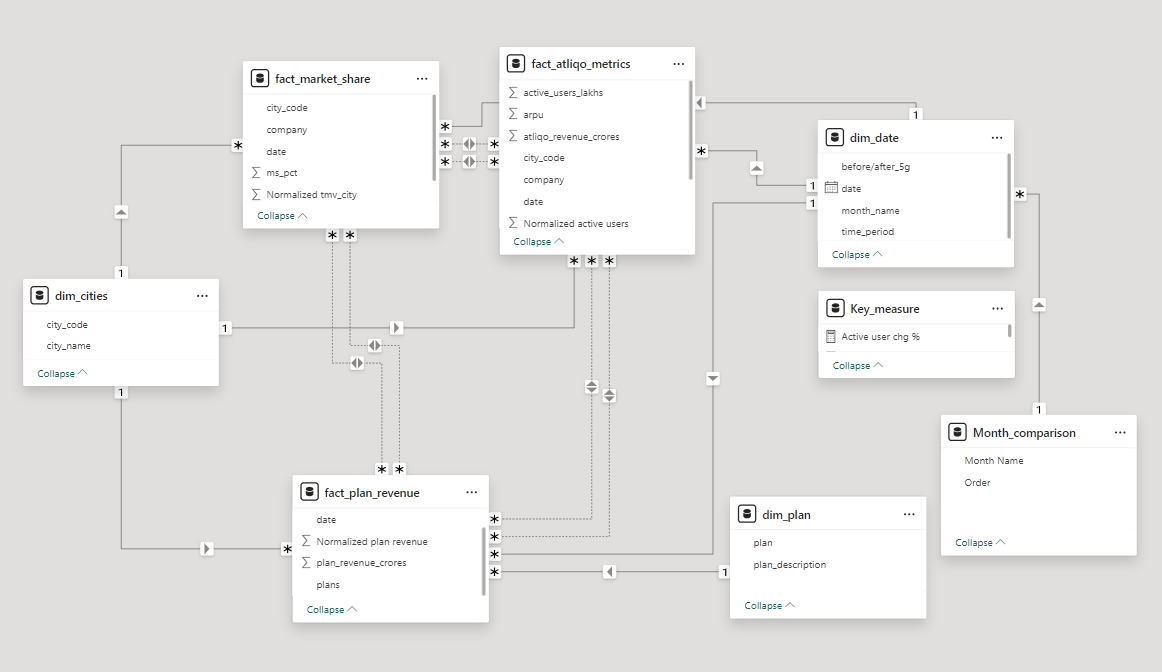 fact_market_share
city_code
company
date
ms_pct
Normalized tmv_city
Collapse
fact_atliqo_metrics
active_users_lakhs
arpu
atliqo_revenue_crores
city_code
company
date
Normalized active users
Collapse
dim_date
before/after_5g
date
month_name
time_period
Collapse
dim_cities
city_code
city_name
Collapse
Key_measure
Active user chg %
Collapse
Month_comparison
Month Name
Order
Collapse
fact_plan_revenue
date
Normalized plan revenue
plan_revenue_crores
plans
Collapse
dim_plan
plan
plan_description
Collapse
1
1
1
1
1
1
1
1